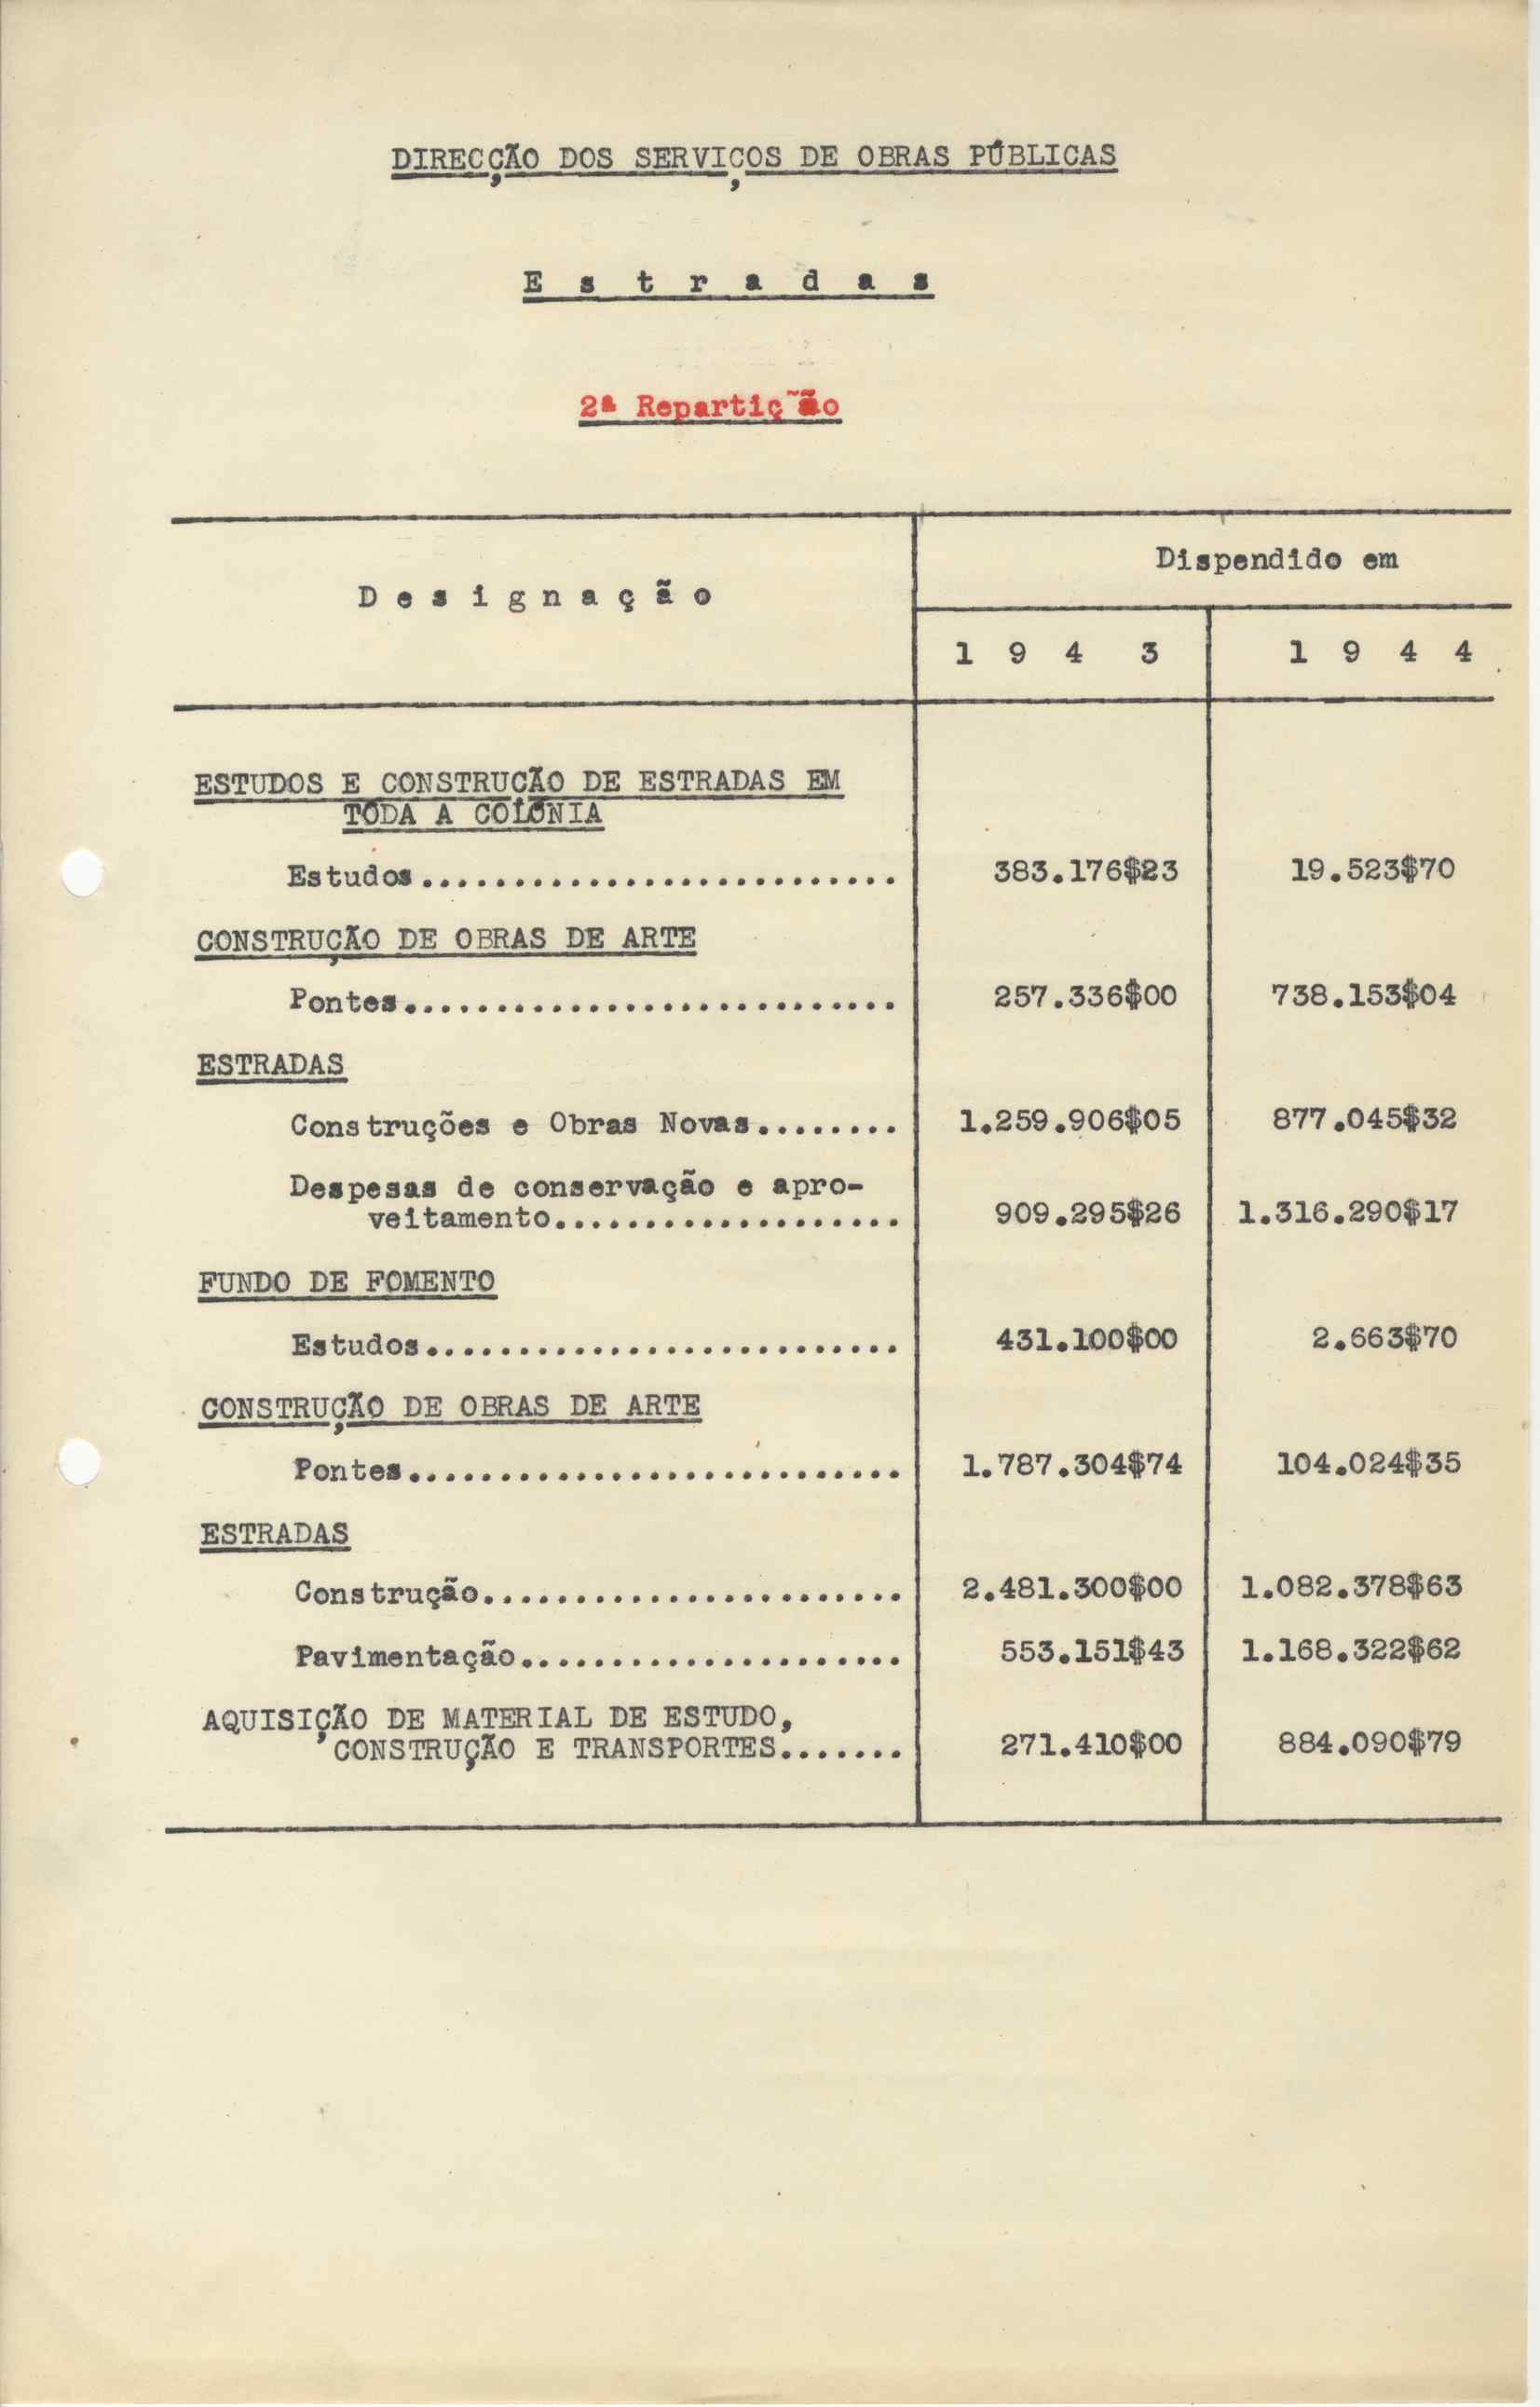 DIRECÇÃO DOS SERVIÇOS DE OBRAS PÚBLICAS
E s t r a d a s
2ª Repartição
D e s i g n a ç ã o
Dispendido em
1 9 4 3 1 9 4 4
ESTUDOS E CONSTRUCÃO DE ESTRADAS EM
TÔDA A COLÓNIA
Estudos.......................... 383.176$23 19.523$70
CONSTRUÇÃO DE OBRAS DE ARTE
Pontes........................... 257.336$00 738.153$04
ESTRADAS
Construções e Obras Novas........ 1.259.906$05 877.045$32
Despesas de conservação e apro-
veitamento................... 909.295$26 1.316.290$17
FUNDO DE FOMENTO
Estudos.......................... 431.100$00 2.663$70
CONSTRUÇÃO DE OBRAS DE ARTE
Pontes........................... 1.787.304$74 104.024$35
ESTRADAS
Construção....................... 2.481.300$00 1.082.378$63
Pavimentação..................... 553.151$43 1.168.322$62
AQUISIÇÃO DE MATERIAL DE ESTUDO,
CONSTRUÇÃO E TRANSPORTES....... 271.410$00 884.090$79